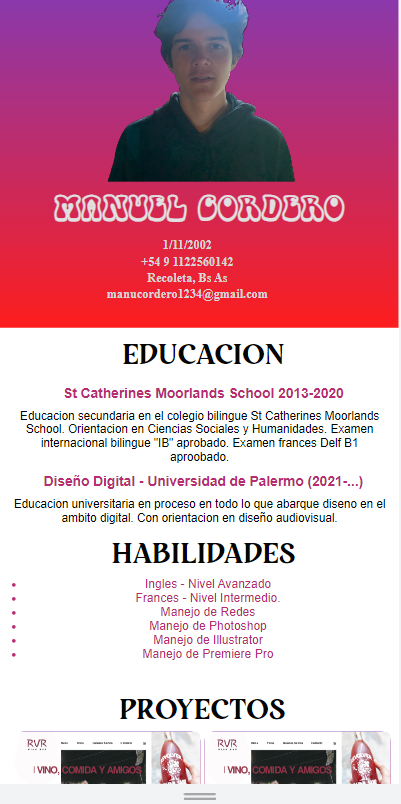 MANUEL CORDERO
1/11/2002
+54 9 1122560142
Recoleta, Bs As
manucordero1234@gmail.com
EDUCACION
St Catherines Moorlands School 2013-2020
Educacion secundaria en el colegio bilingue St Catherines Moorlands
School. Orientacion en Ciencias Sociales y Humanidades. Examen
internacional bilingue "IB" aprobado. Examen frances Delf B1
aproobado.
Diseño Digital - Universidad de Palermo (2021-...)
Educacion universitaria en proceso en todo lo que abarque diseno en el
ambito digital. Con orientacion en diseño audiovisual.
HABILIDADES
Ingles - Nivel Avanzado
Frances - Nivel Intermedio.
Manejo de Redes
Manejo de Photoshop
Manejo de Illustrator
Manejo de Premiere Pro
PROYECTOS
RVR
RVR
VINO, COMIDA Y AMIGOS
VINO, COMIDA Y AMIGOS